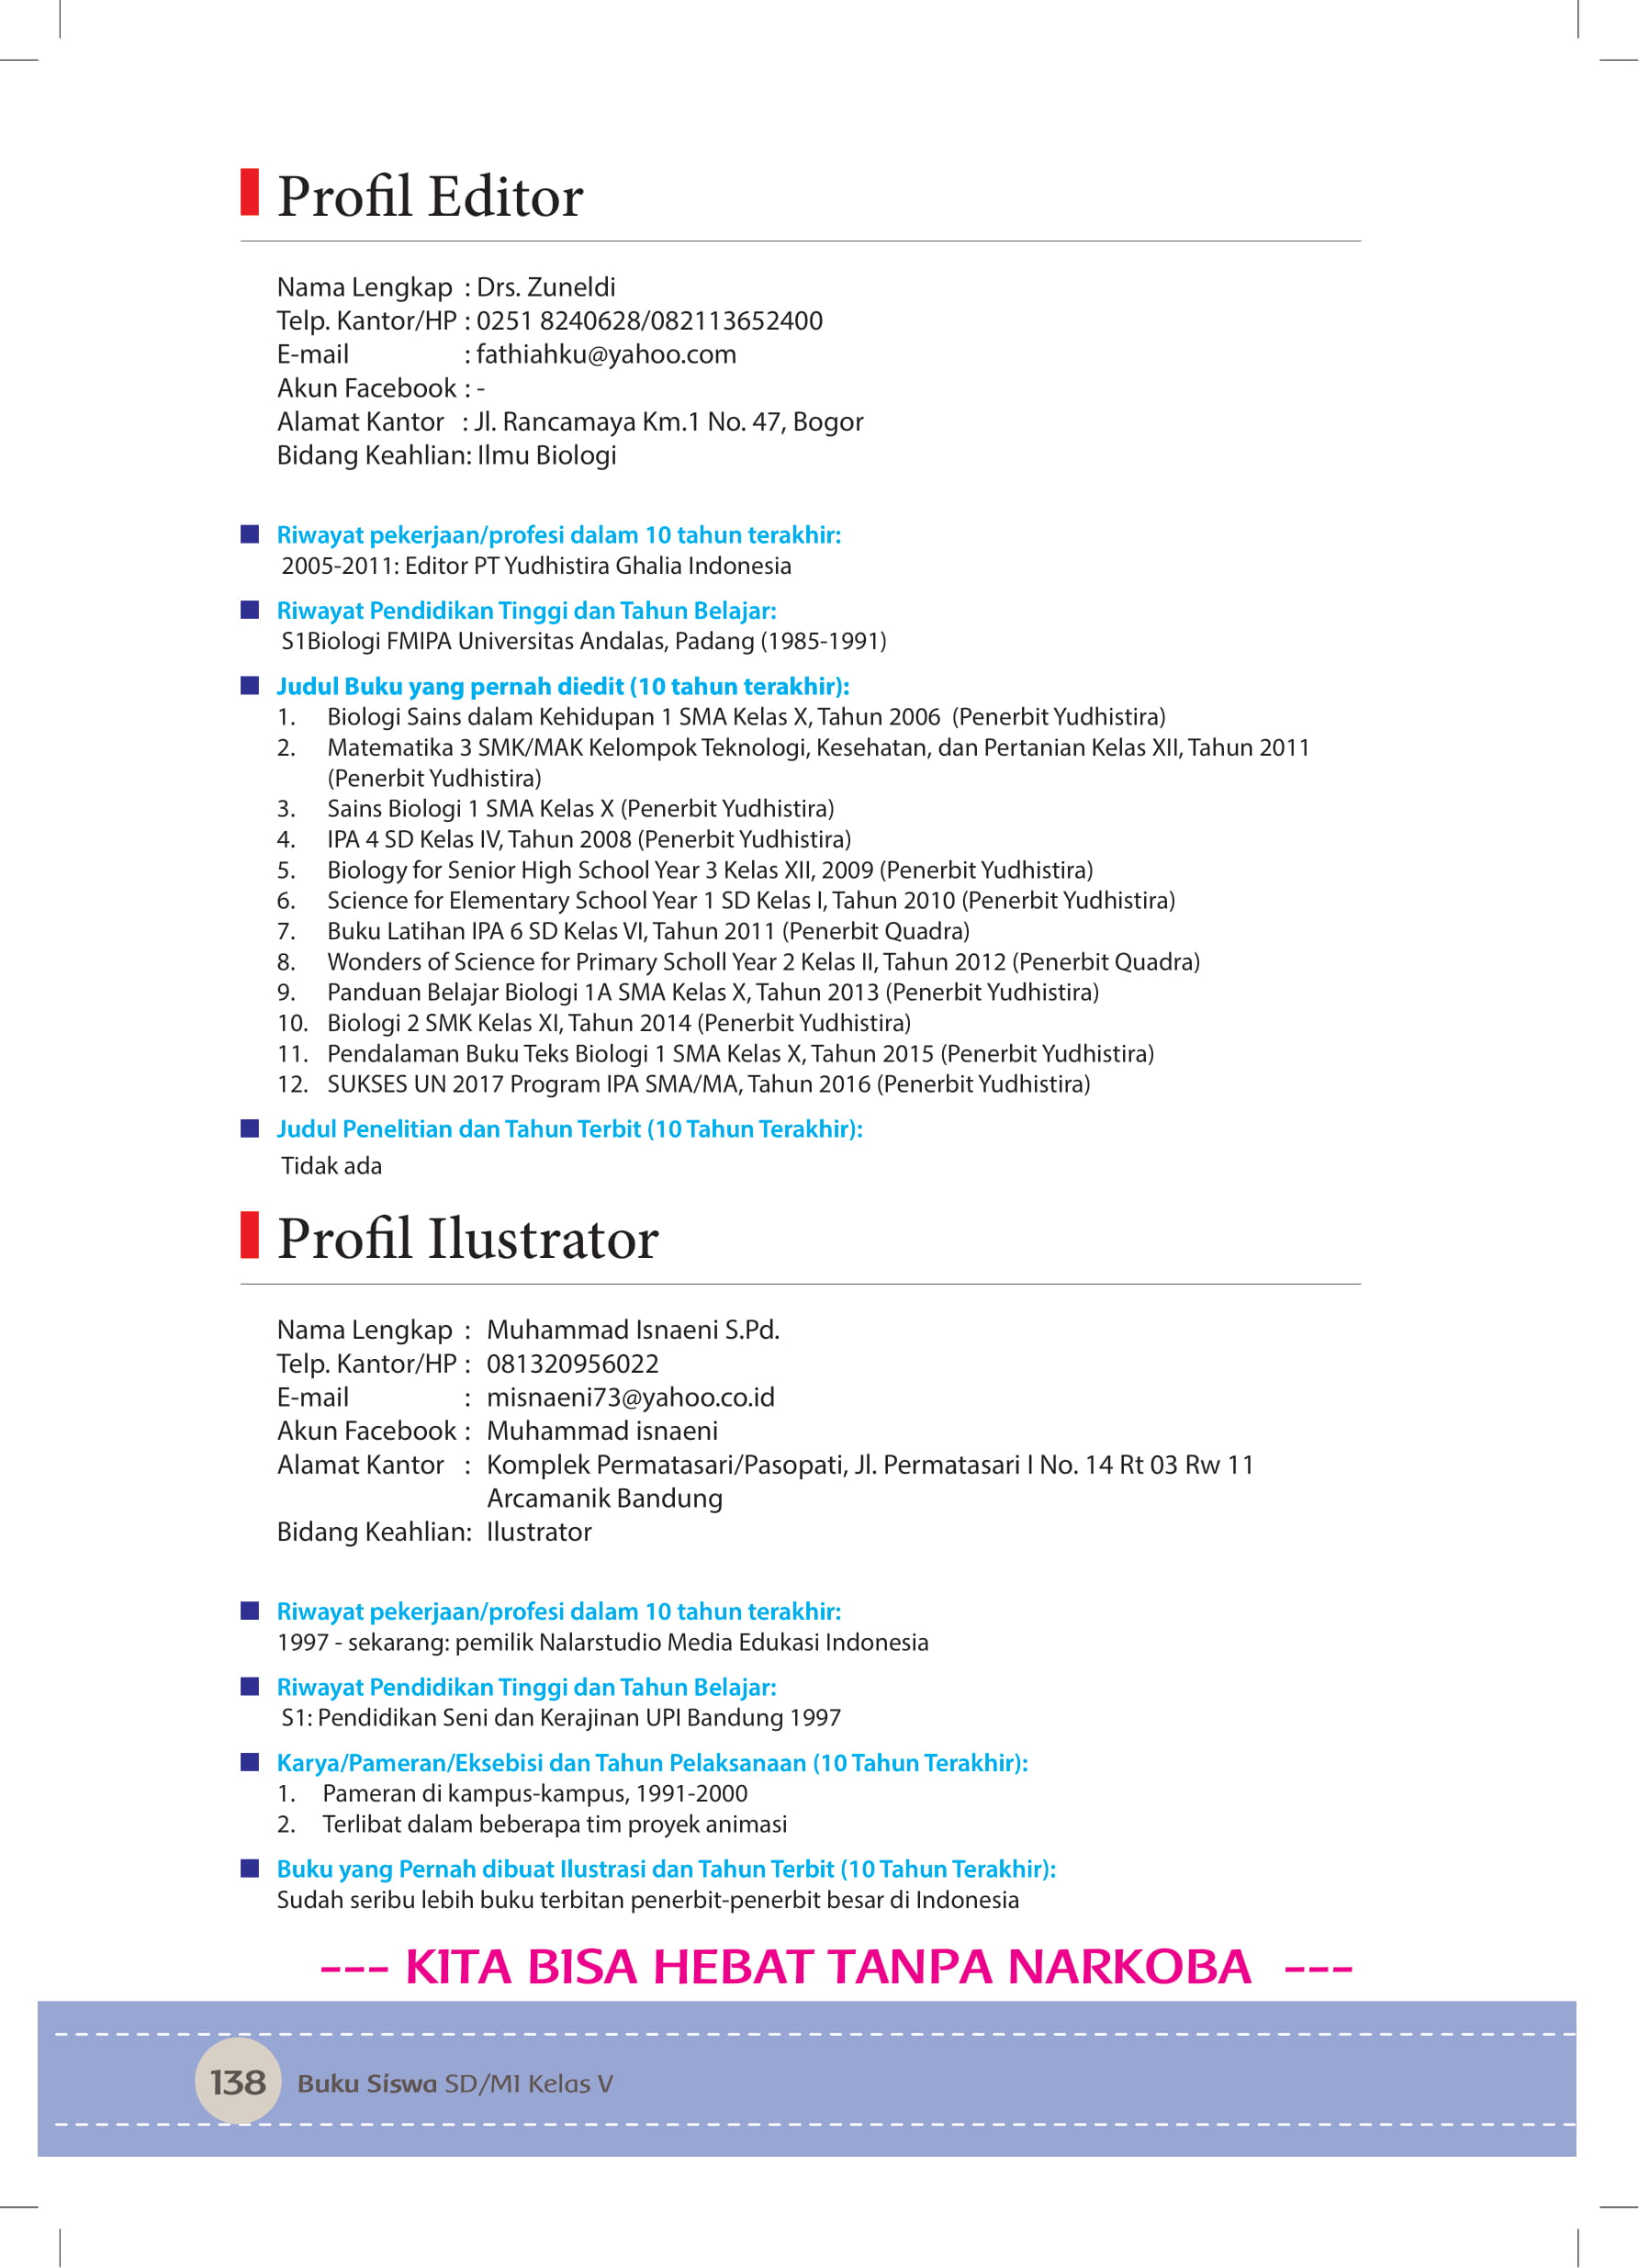 Profil Editor
Nama Lengkap : Drs. Zuneldi
Telp. Kantor/HP : 0251 8240628/082113652400
E-mail : fathiahku@yahoo.com
Akun Facebook : -
Alamat Kantor : Jl. Rancamaya Km.1 No. 47, Bogor
Bidang Keahlian: Ilmu Biologi
Riwayat pekerjaan/profesi dalam 10 tahun terakhir:
2005-2011: Editor PT Yudhistira Ghalia Indonesia
Riwayat Pendidikan Tinggi dan Tahun Belajar:
S1Biologi FMIPA Universitas Andalas, Padang (1985-1991)
Judul Buku yang pernah diedit (10 tahun terakhir):
1. Biologi Sains dalam Kehidupan 1 SMA Kelas X, Tahun 2006 (Penerbit Yudhistira)
2. Matematika 3 SMK/MAK Kelompok Teknologi, Kesehatan, dan Pertanian Kelas XII, Tahun 2011
(Penerbit Yudhistira)
3. Sains Biologi 1 SMA Kelas X (Penerbit Yudhistira)
4. IPA 4 SD Kelas IV, Tahun 2008 (Penerbit Yudhistira)
5. Biology for Senior High School Year 3 Kelas XII, 2009 (Penerbit Yudhistira)
6. Science for Elementary School Year 1 SD Kelas I, Tahun 2010 (Penerbit Yudhistira)
7. Buku Latihan IPA 6 SD Kelas VI, Tahun 2011 (Penerbit Quadra)
8. Wonders of Science for Primary Scholl Year 2 Kelas II, Tahun 2012 (Penerbit Quadra)
9. Panduan Belajar Biologi 1A SMA Kelas X, Tahun 2013 (Penerbit Yudhistira)
10. Biologi 2 SMK Kelas XI, Tahun 2014 (Penerbit Yudhistira)
11. Pendalaman Buku Teks Biologi 1 SMA Kelas X, Tahun 2015 (Penerbit Yudhistira)
12. SUKSES UN 2017 Program IPA SMA/MA, Tahun 2016 (Penerbit Yudhistira)
Judul Penelitian dan Tahun Terbit (10 Tahun Terakhir):
Tidak ada
Profil Ilustrator
Nama Lengkap : Muhammad Isnaeni S.Pd.
Telp. Kantor/HP : 081320956022
E-mail : misnaeni73@yahoo.co.id
Akun Facebook : Muhammad isnaeni
Alamat Kantor : Komplek Permatasari/Pasopati, Jl. Permatasari I No. 14 Rt 03 Rw 11
Arcamanik Bandung
Bidang Keahlian: Ilustrator
Riwayat pekerjaan/profesi dalam 10 tahun terakhir:
1997 - sekarang: pemilik Nalarstudio Media Edukasi Indonesia
Riwayat Pendidikan Tinggi dan Tahun Belajar:
S1: Pendidikan Seni dan Kerajinan UPI Bandung 1997
Karya/Pameran/Eksebisi dan Tahun Pelaksanaan (10 Tahun Terakhir):
1. Pameran di kampus-kampus, 1991-2000
2. Terlibat dalam beberapa tim proyek animasi
Buku yang Pernah dibuat Ilustrasi dan Tahun Terbit (10 Tahun Terakhir):
Sudah seribu lebih buku terbitan penerbit-penerbit besar di Indonesia
--- KITA BISA HEBAT TANPA NARKOBA ---
138 Buku Siswa SD/MI Kelas V